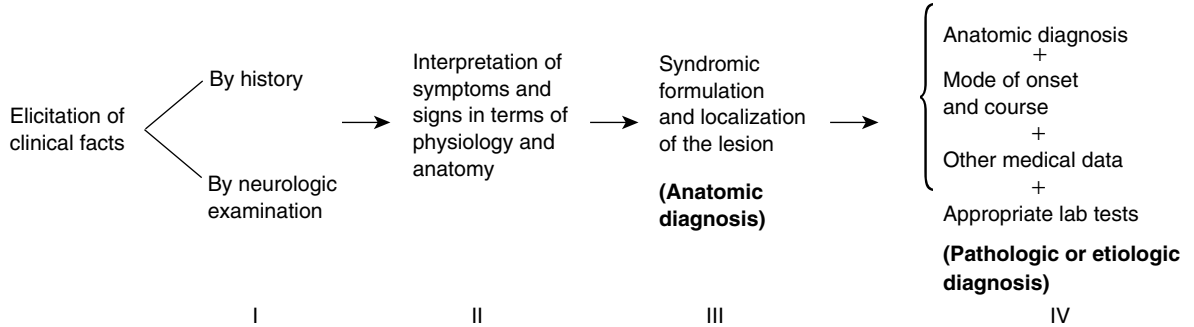 Elicitation of
clinical facts
By history
By neurologic
examination
Interpretation of
symptoms and
signs in terms of
physiology and
anatomy
Syndromic
formulation
and localization
of the lesion
(Anatomic
diagnosis)
Anatomic diagnosis
+
Mode of onset
and course
+
Other medical data
+
Appropriate lab tests
(Pathologic or etiologic
diagnosis)
I
II
III
IV